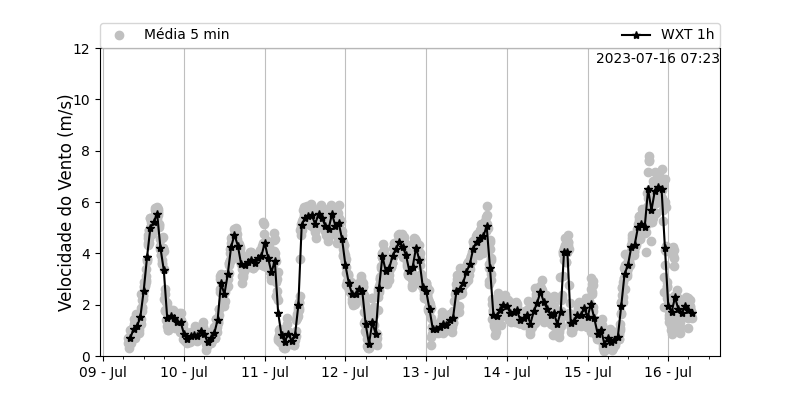 Média 5 min
WXT 1h
2023-07-16 07:23
Velocidade do Vento (m/s)
12
10
8
6
4
2
0
09 - Jul
10 - Jul
11 - Jul
12 - Jul
13 - Jul
14 - Jul
15 - Jul
16 - Jul